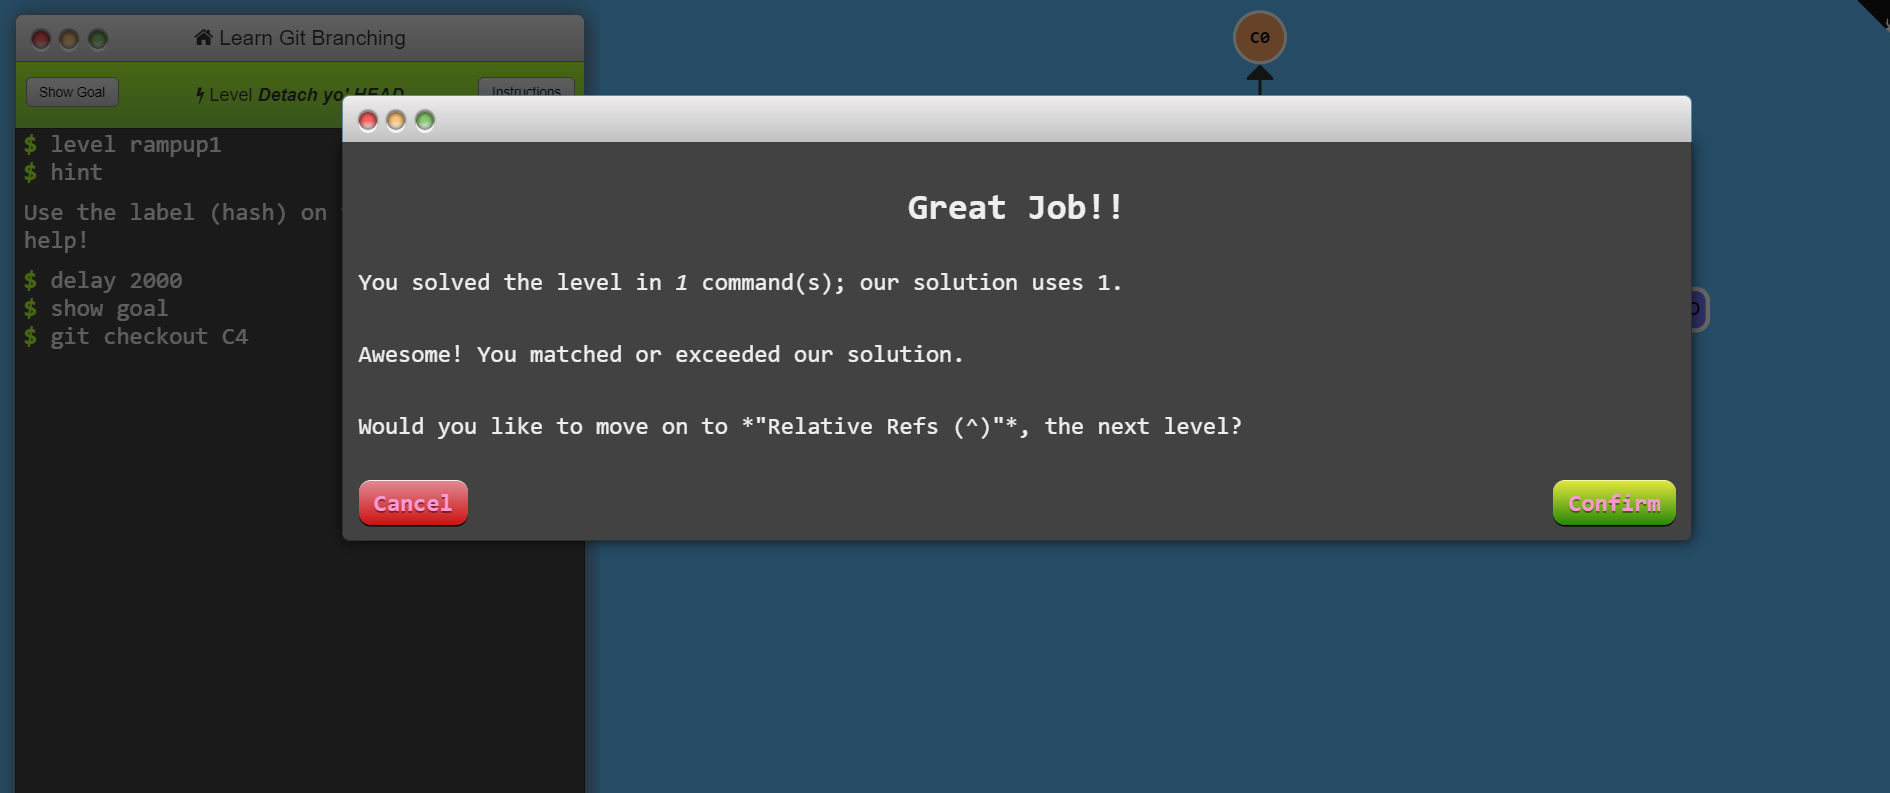 Learn Git Branching
Show Goal
Level Detach yo' HEAD
Instructions
$ level rampup1
$ hint
Use the label (hash) on
help!
$ delay 2000
$ show goal
$ git checkout C4
C0
Great Job!!
You solved the level in 1 command(s); our solution uses 1.
Awesome! You matched or exceeded our solution.
Would you like to move on to *"Relative Refs (^)"*, the next level?
Cancel
Confirm